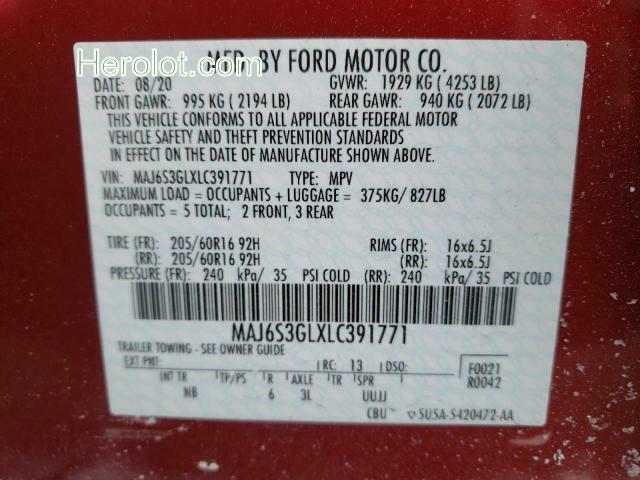 Herolot.com
MFD. BY FORD MOTOR CO.
DATE: 08/20 GVWR: 1929 KG ( 4253 LB)
FRONT GAWR: 995 KG ( 2194 LB) REAR GAWR: 940 KG ( 2072 LB)
THIS VEHICLE CONFORMS TO ALL APPLICABLE FEDERAL MOTOR
VEHICLE SAFETY AND THEFT PREVENTION STANDARDS
IN EFFECT ON THE DATE OF MANUFACTURE SHOWN ABOVE.
VIN: MAJ6S3GLXLC391771 TYPE: MPV
MAXIMUM LOAD = OCCUPANTS + LUGGAGE = 375KG/ 827LB
OCCUPANTS = 5 TOTAL; 2 FRONT, 3 REAR
TIRE (FR): 205/60R16 92H RIMS (FR): 16x6.5J
(RR): 205/60R16 92H (RR): 16x6.5J
PRESSURE (FR): 240 kPa/ 35 PSI COLD (RR): 240 kPa/ 35 PSI COLD
MAJ6S3GLXLC391771
TRAILER TOWING - SEE OWNER GUIDE
EXT PNT: RC: 13 DSO: F0021
R0042
INT TR TP/PS R AXLE TR SPR
NB 6 3L UUJJ
CBU ▽5U5A-5420472-AA